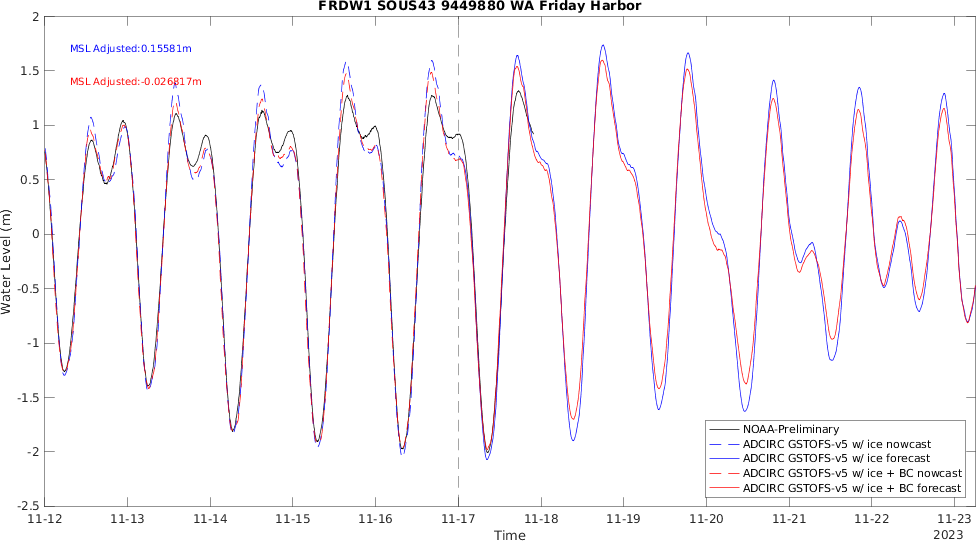 FRDW1 SOUS43 9449880 WA Friday Harbor
MSL Adjusted:0.15581m
MSL Adjusted:-0.026817m
Water Level (m)
2
1.5
1
0.5
0
-0.5
-1
-1.5
-2
-2.5
NOAA-Preliminary
ADCIRC GSTOFS-v5 w/ ice nowcast
ADCIRC GSTOFS-v5 w/ ice forecast
ADCIRC GSTOFS-v5 w/ ice + BC nowcast
ADCIRC GSTOFS-v5 w/ ice + BC forecast
11-12 11-13 11-14 11-15 11-16 11-17 11-18 11-19 11-20 11-21 11-22 11-23
Time
2023